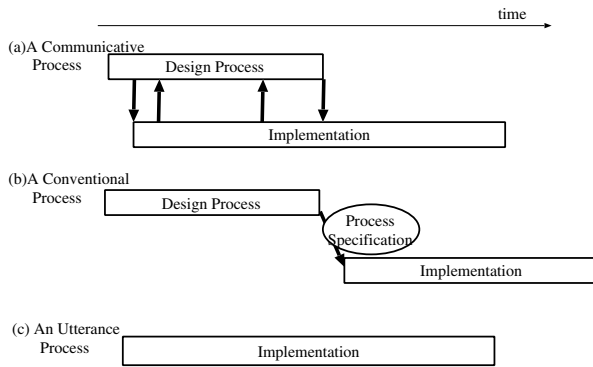 time
(a)A Communicative
Process
Design Process
Implementation
(b)A Conventional
Process
Design Process
Process
Specification
Implementation
(c) An Utterance
Process
Implementation